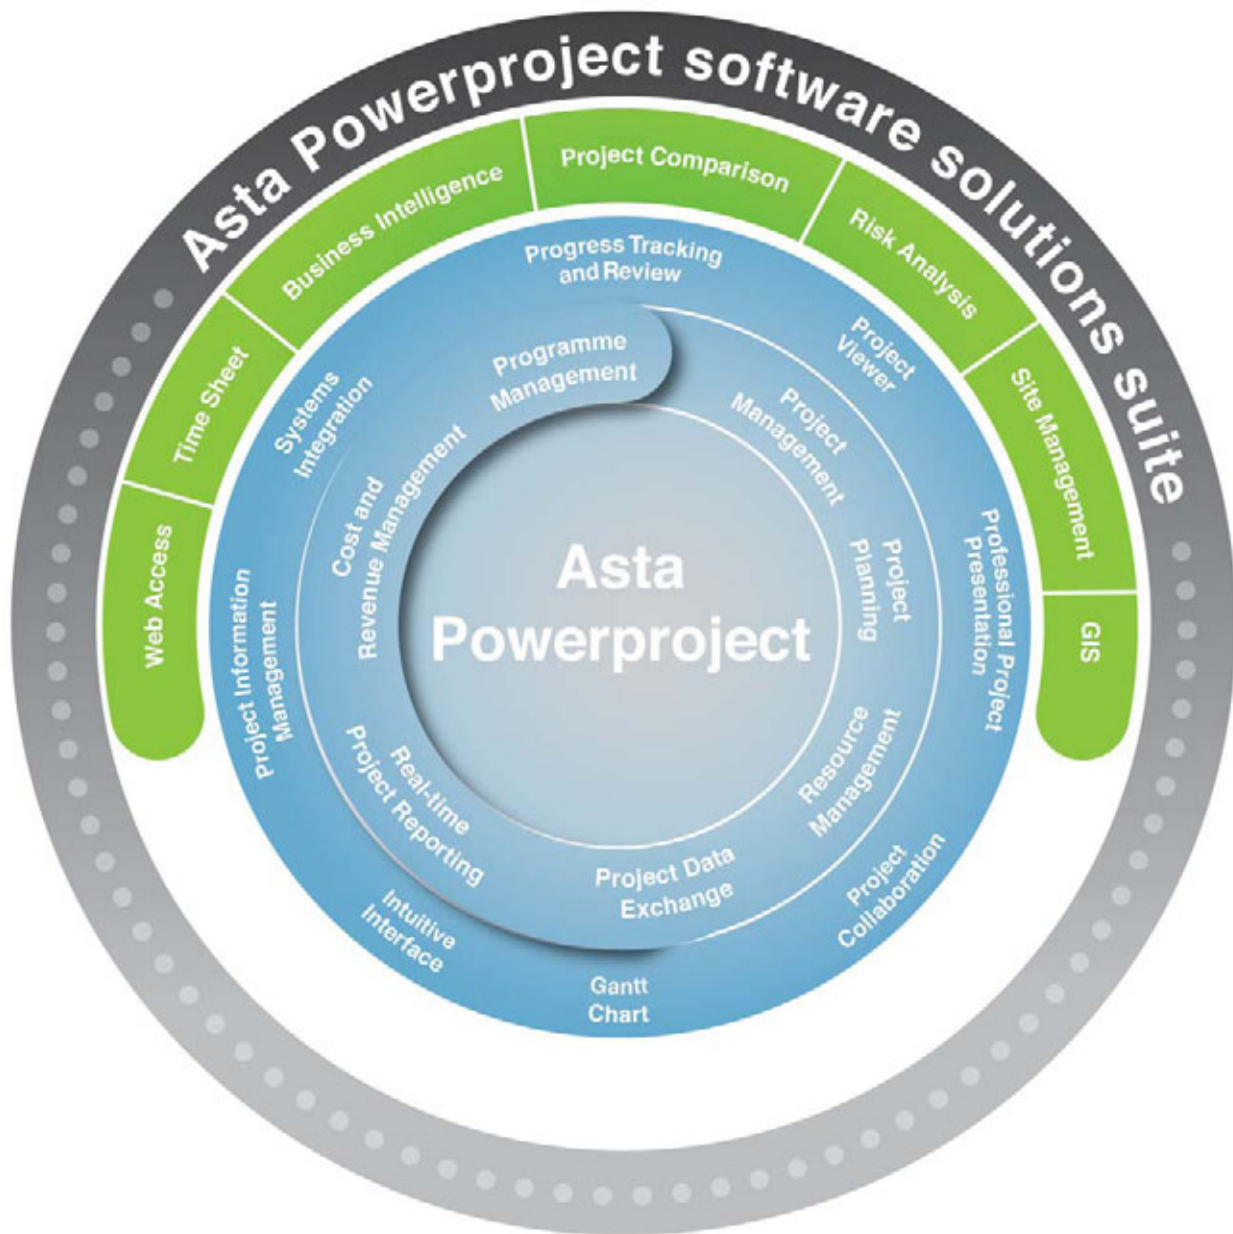 Asta Powerproject software solutions suite
Web Access
Time Sheet
Business Intelligence
Project Comparison
Risk Analysis
Site Management
GIS
Progress Tracking
and Review
Project
Viewer
Professional Project
Presentation
Project
Collaboration
Gantt
Chart
Intuitive
Interface
Project Information
Management
Systems
Integration
Programme
Management
Project
Management
Project
Planning
Resource
Management
Project Data
Exchange
Real-time
Project Reporting
Cost and
Revenue Management
Asta
Powerproject